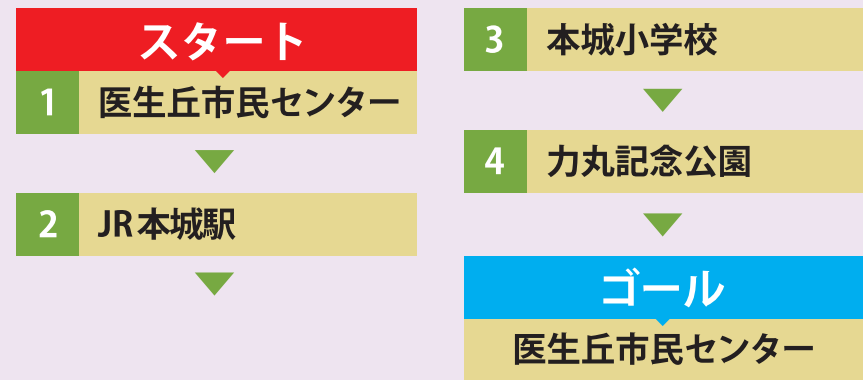 スタート
1 医生丘市民センター
2 JR本城駅
3 本城小学校
4 力丸記念公園
ゴール
医生丘市民センター